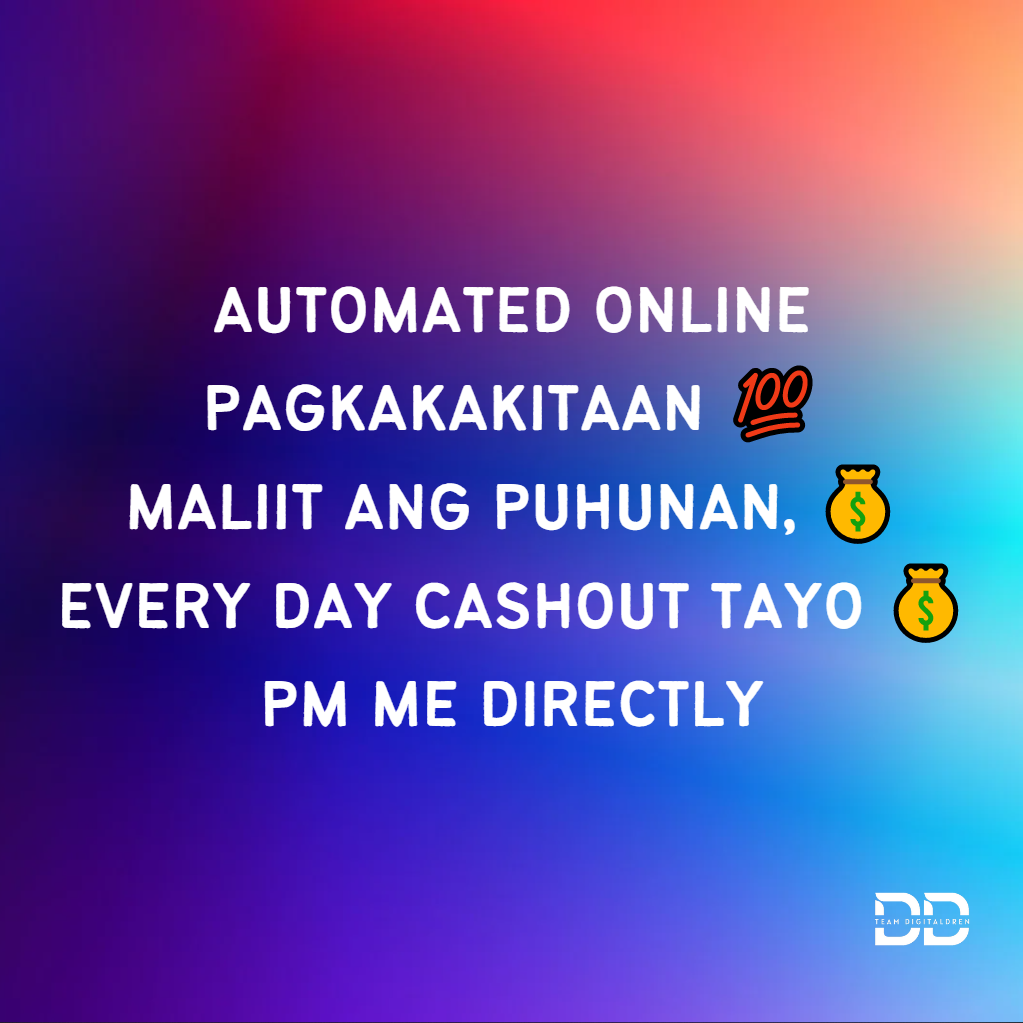 AUTOMATED ONLINE
PAGKAKAKITAAN 💯
MALIIT ANG PUHUNAN, 💰
EVERY DAY CASHOUT TAYO 💰
PM ME DIRECTLY
DD
TEAM DIGITALDREN